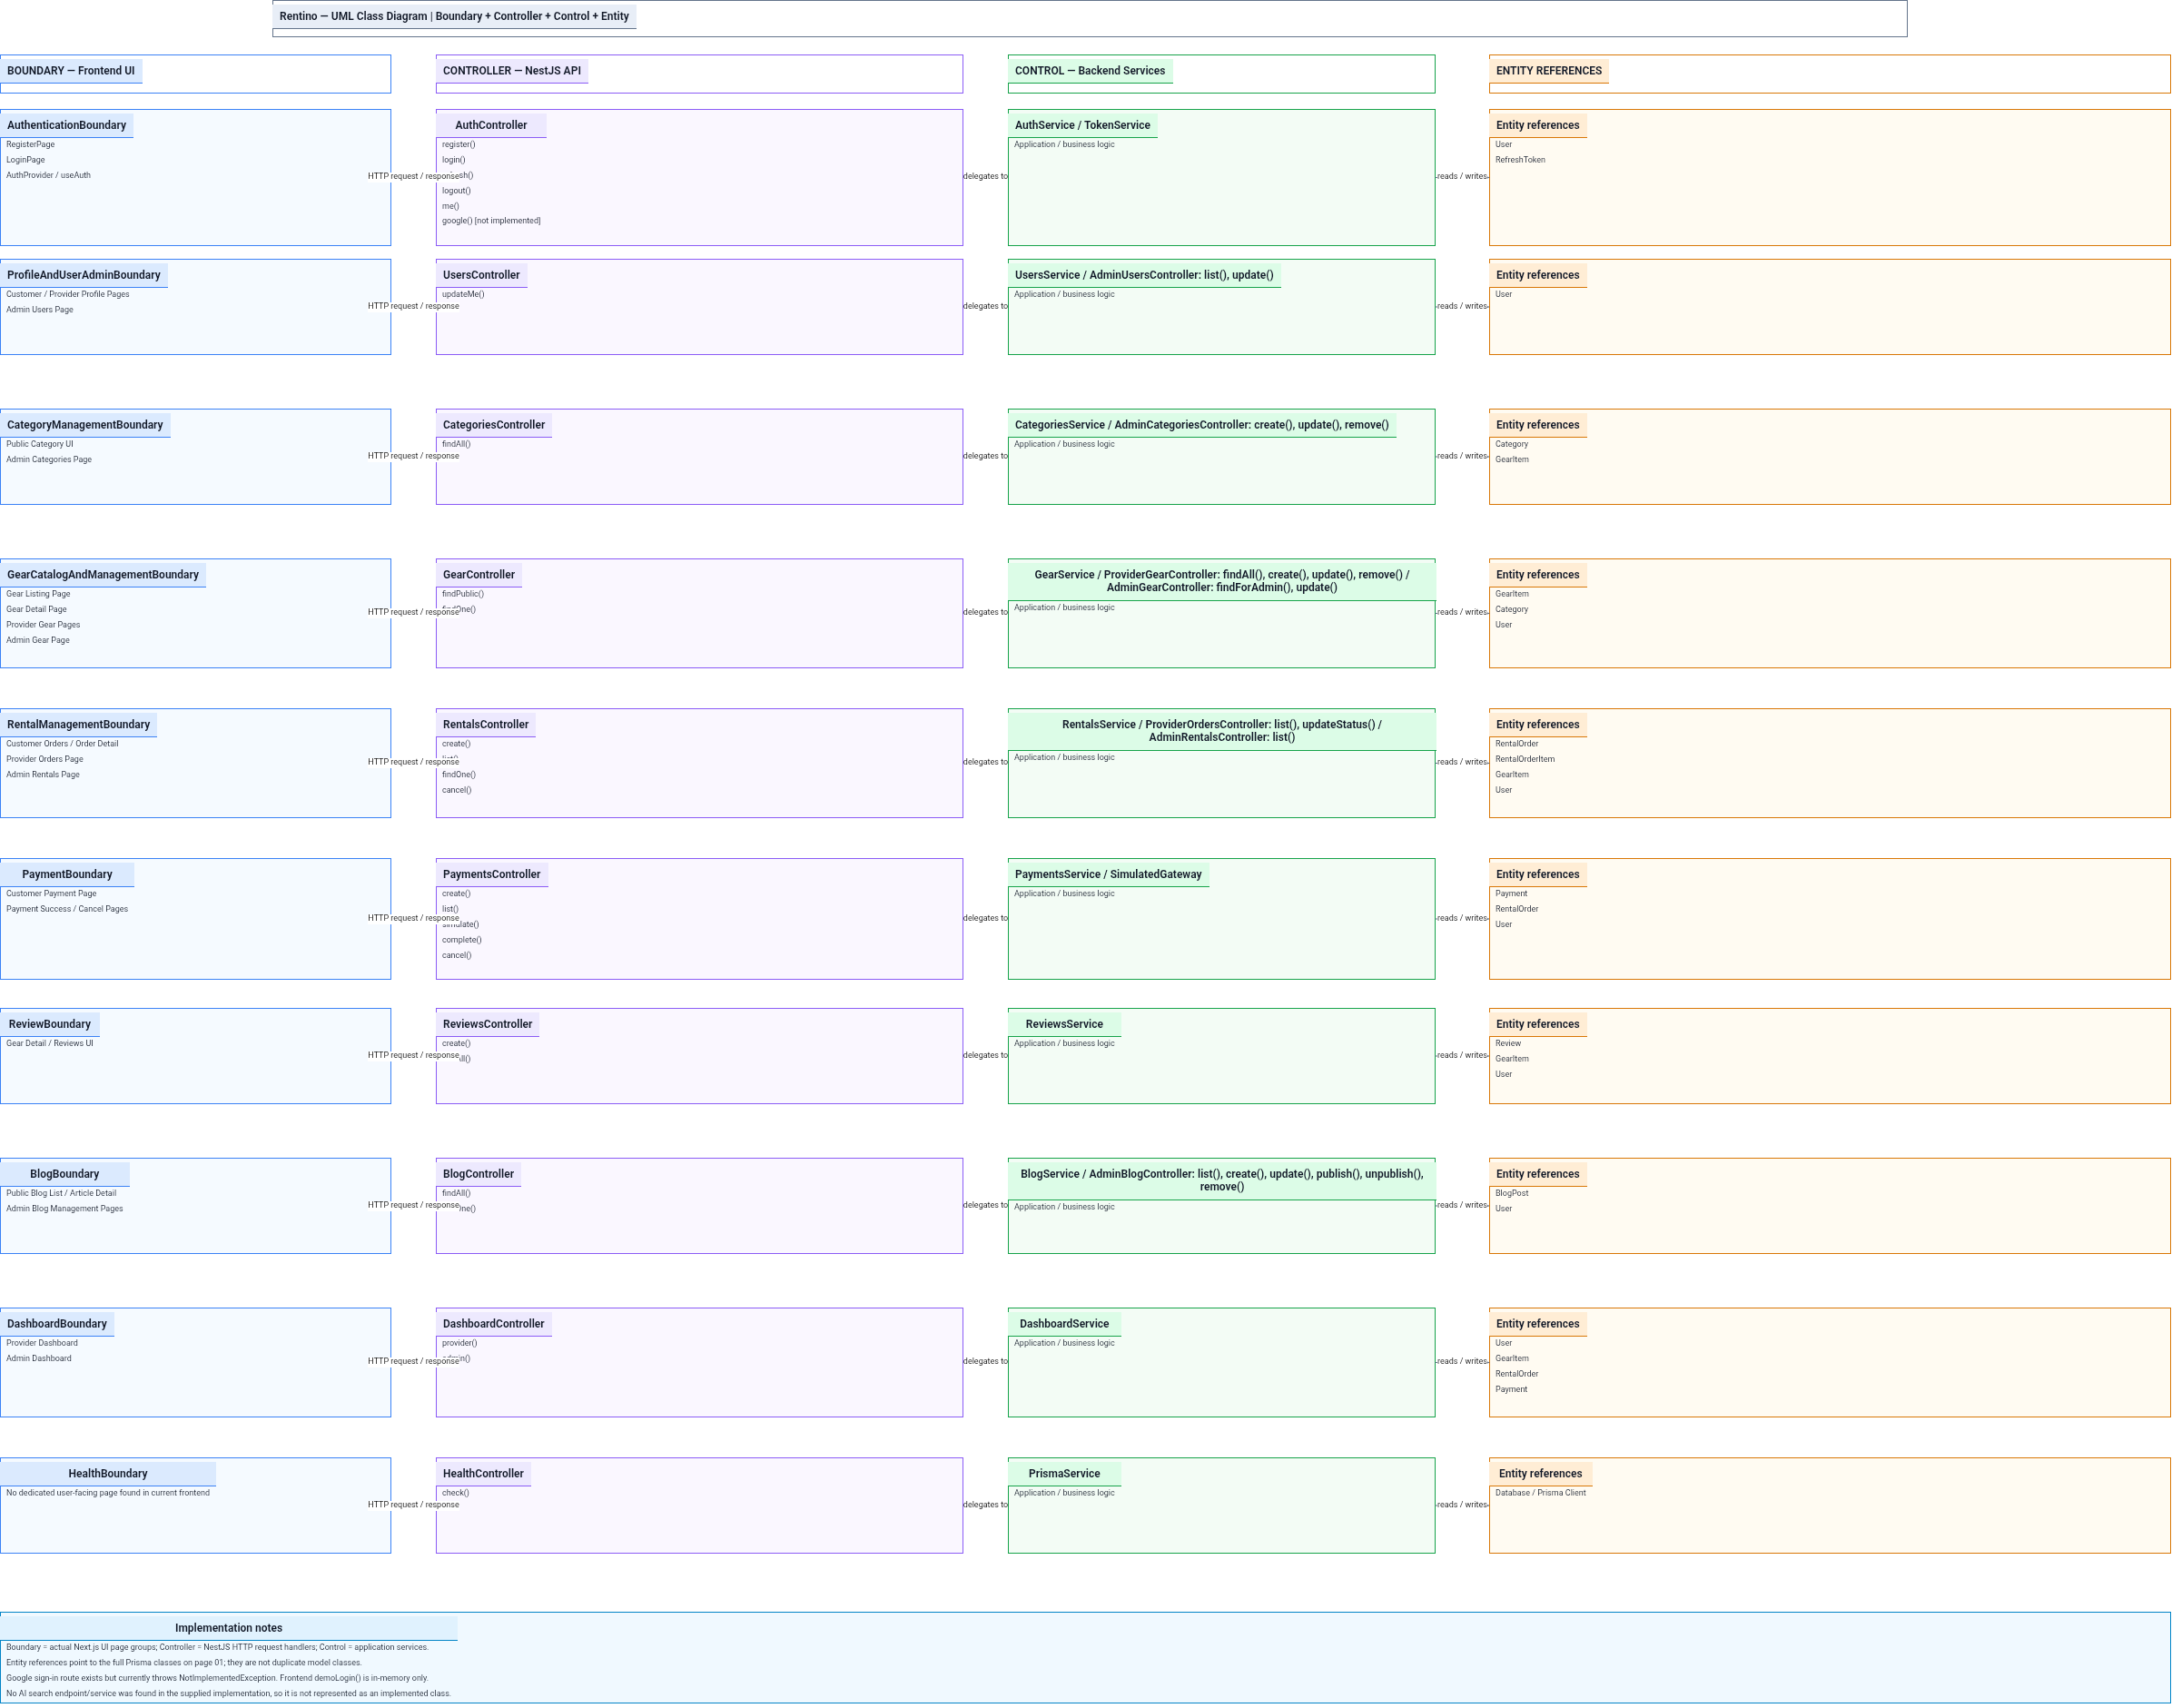 Rentino — UML Class Diagram | Boundary + Controller + Control + Entity
BOUNDARY — Frontend UI
CONTROLLER — NestJS API
CONTROL — Backend Services
ENTITY REFERENCES
AuthenticationBoundary
RegisterPage
LoginPage
AuthProvider / useAuth
HTTP request / response
AuthController
register()
login()
sh()
logout()
me()
google() [not implemented]
delegates to
AuthService / TokenService
Application / business logic
reads / writes
Entity references
User
RefreshToken
ProfileAndUserAdminBoundary
Customer / Provider Profile Pages
Admin Users Page
HTTP request / response
UsersController
updateMe()
delegates to
UsersService / AdminUsersController: list(), update()
Application / business logic
reads / writes
Entity references
User
CategoryManagementBoundary
Public Category UI
Admin Categories Page
HTTP request / response
CategoriesController
findAll()
delegates to
CategoriesService / AdminCategoriesController: create(), update(), remove()
Application / business logic
reads / writes
Entity references
Category
GearItem
GearCatalogAndManagementBoundary
Gear Listing Page
Gear Detail Page
Provider Gear Pages
Admin Gear Page
HTTP request / response
GearController
findPublic()
findOne()
delegates to
GearService / ProviderGearController: findAll(), create(), update(), remove() /
AdminGearController: findForAdmin(), update()
Application / business logic
reads / writes
Entity references
GearItem
Category
User
RentalManagementBoundary
Customer Orders / Order Detail
Provider Orders Page
Admin Rentals Page
HTTP request / response
RentalsController
create()
list()
findOne()
cancel()
delegates to
RentalsService / ProviderOrdersController: list(), updateStatus() /
AdminRentalsController: list()
Application / business logic
reads / writes
Entity references
RentalOrder
RentalOrderItem
GearItem
User
PaymentBoundary
Customer Payment Page
Payment Success / Cancel Pages
HTTP request / response
PaymentsController
create()
list()
simulate()
complete()
cancel()
delegates to
PaymentsService / SimulatedGateway
Application / business logic
reads / writes
Entity references
Payment
RentalOrder
User
ReviewBoundary
Gear Detail / Reviews UI
HTTP request / response
ReviewsController
create()
ll()
delegates to
ReviewsService
Application / business logic
reads / writes
Entity references
Review
GearItem
User
BlogBoundary
Public Blog List / Article Detail
Admin Blog Management Pages
HTTP request / response
BlogController
findAll()
ne()
delegates to
BlogService / AdminBlogController: list(), create(), update(), publish(), unpublish(),
remove()
Application / business logic
reads / writes
Entity references
BlogPost
User
DashboardBoundary
Provider Dashboard
Admin Dashboard
HTTP request / response
DashboardController
provider()
admin()
delegates to
DashboardService
Application / business logic
reads / writes
Entity references
User
GearItem
RentalOrder
Payment
HealthBoundary
No dedicated user-facing page found in current frontend
HTTP request / response
HealthController
check()
delegates to
PrismaService
Application / business logic
reads / writes
Entity references
Database / Prisma Client
Implementation notes
Boundary = actual Next.js UI page groups; Controller = NestJS HTTP request handlers; Control = application services.
Entity references point to the full Prisma classes on page 01; they are not duplicate model classes.
Google sign-in route exists but currently throws NotImplementedException. Frontend demoLogin() is in-memory only.
No AI search endpoint/service was found in the supplied implementation, so it is not represented as an implemented class.